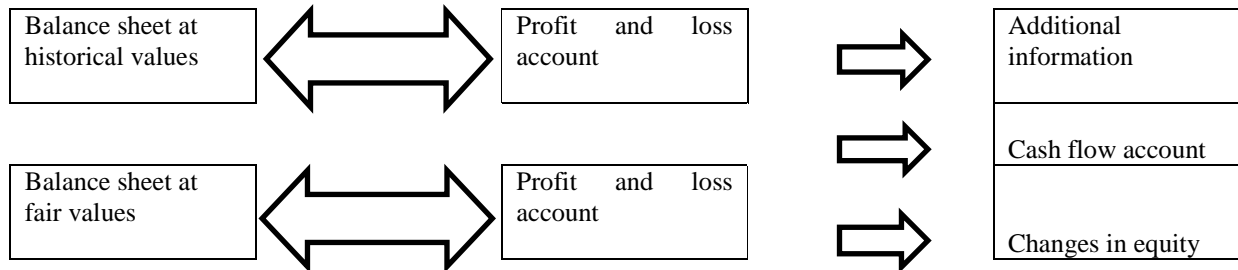 Balance sheet at
historical values
Profit and loss
account
Additional
information
Cash flow account
Balance sheet at
fair values
Profit and loss
account
Changes in equity